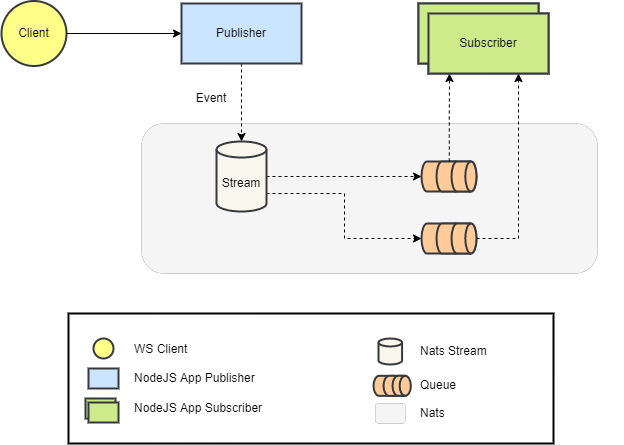 Client
Publisher
Subscriber
Event
Stream
WS Client
NodeJS App Publisher
NodeJS App Subscriber
Nats Stream
Queue
Nats